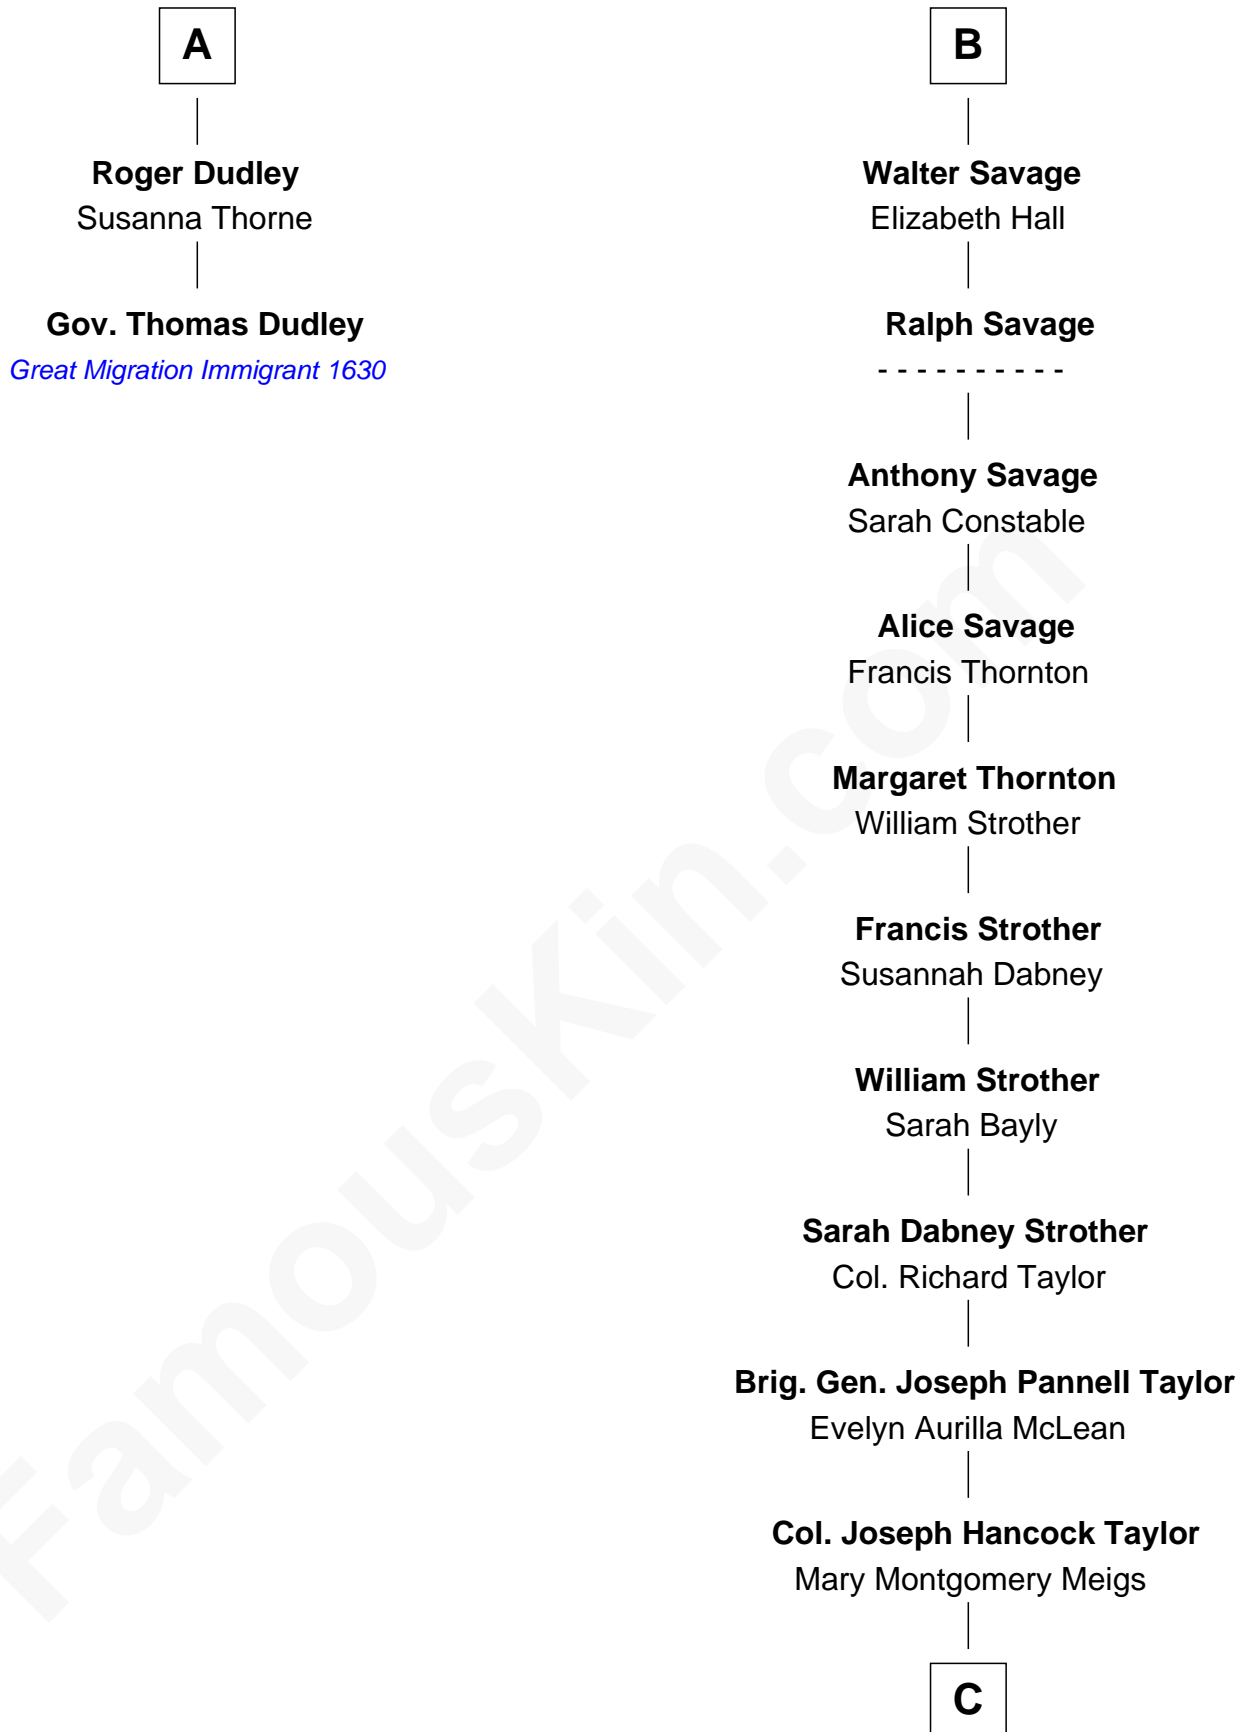 A
Roger Dudley
Susanna Thorne
Gov. Thomas Dudley
Great Migration Immigrant 1630
B
Walter Savage
Elizabeth Hall
Ralph Savage
- - - - - - - - - -
Anthony Savage
Sarah Constable
Alice Savage
Francis Thornton
Margaret Thornton
William Strother
Francis Strother
Susannah Dabney
William Strother
Sarah Bayly
Sarah Dabney Strother
Col. Richard Taylor
Brig. Gen. Joseph Pannell Taylor
Evelyn Aurilla McLean
Col. Joseph Hancock Taylor
Mary Montgomery Meigs
C
FamousKin.com